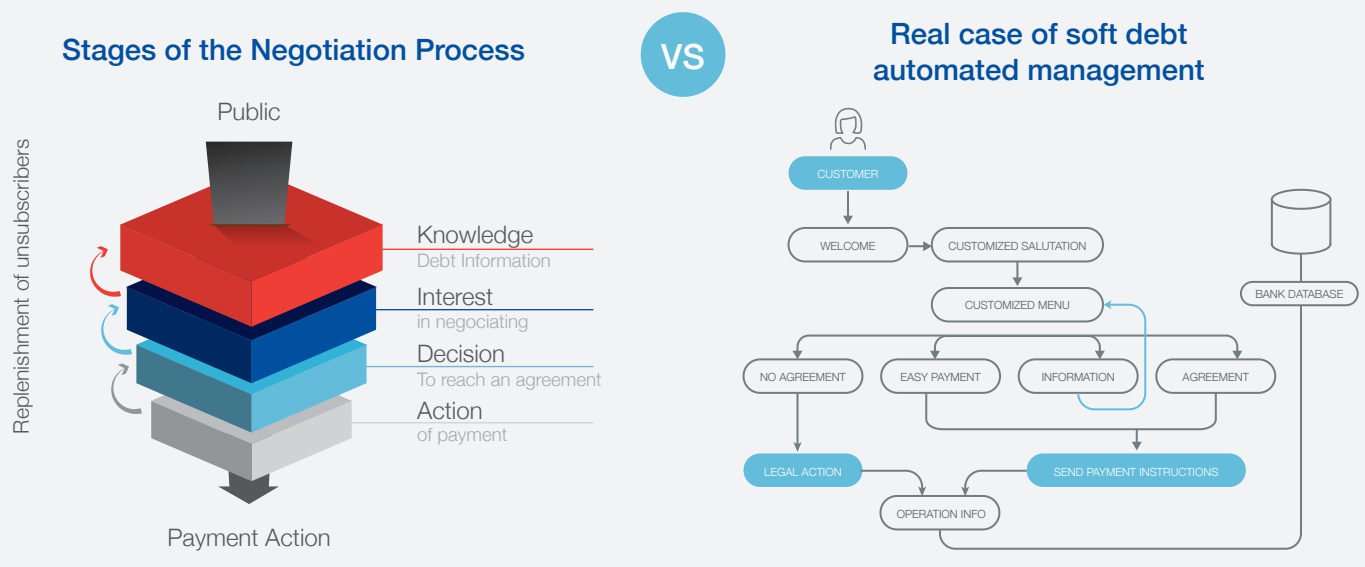 Stages of the Negotiation Process
VS
Real case of soft debt
automated management
Public
Replenishment of unsubscribers
Knowledge
Debt Information
Interest
in negociating
Decision
To reach an agreement
Action
of payment
Payment Action
CUSTOMER
WELCOME
CUSTOMIZED SALUTATION
CUSTOMIZED MENU
BANK DATABASE
NO AGREEMENT
EASY PAYMENT
INFORMATION
AGREEMENT
LEGAL ACTION
SEND PAYMENT INSTRUCTIONS
OPERATION INFO